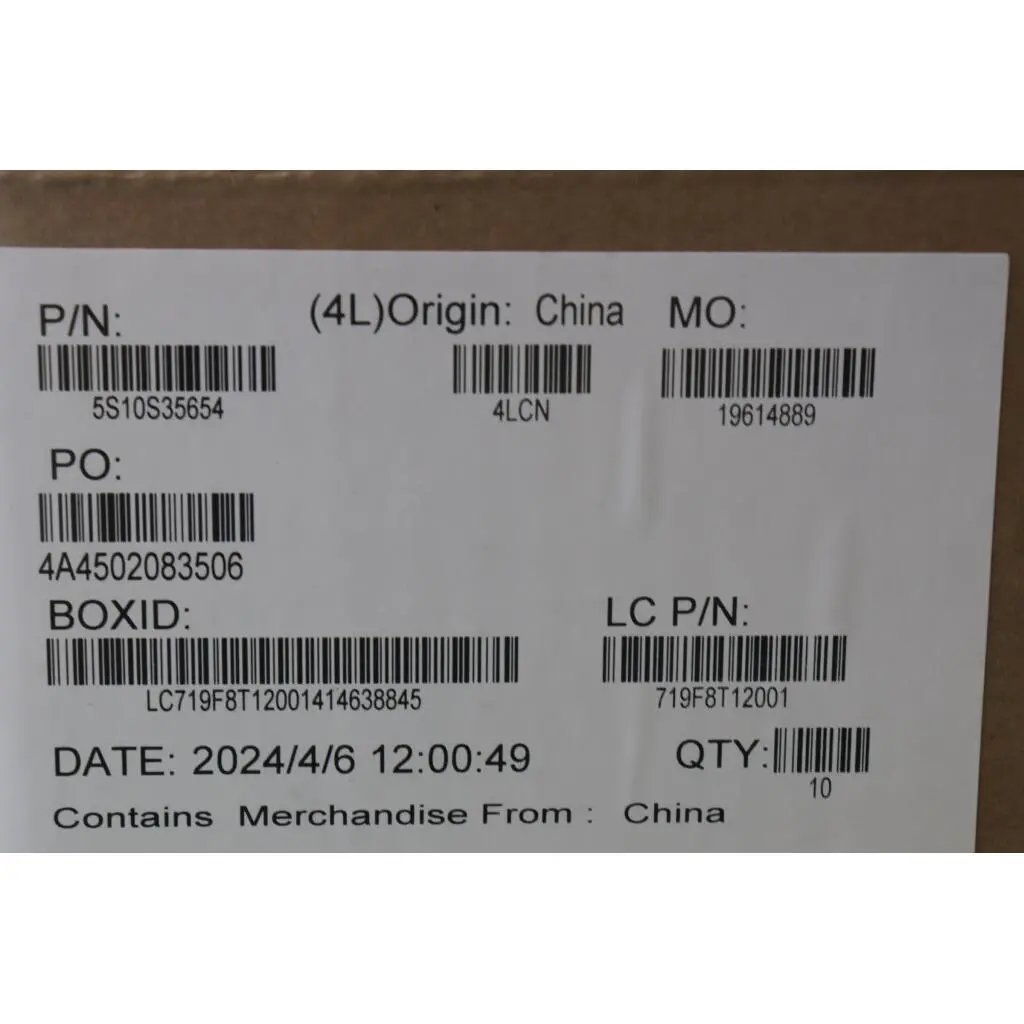 P/N: (4L)Origin: China MO:
5S10S35654 4LCN 19614889
PO:
4A4502083506
BOXID: LC P/N:
LC719F8T12001414638845 719F8T12001
DATE: 2024/4/6 12:00:49 QTY:
10
Contains Merchandise From : China